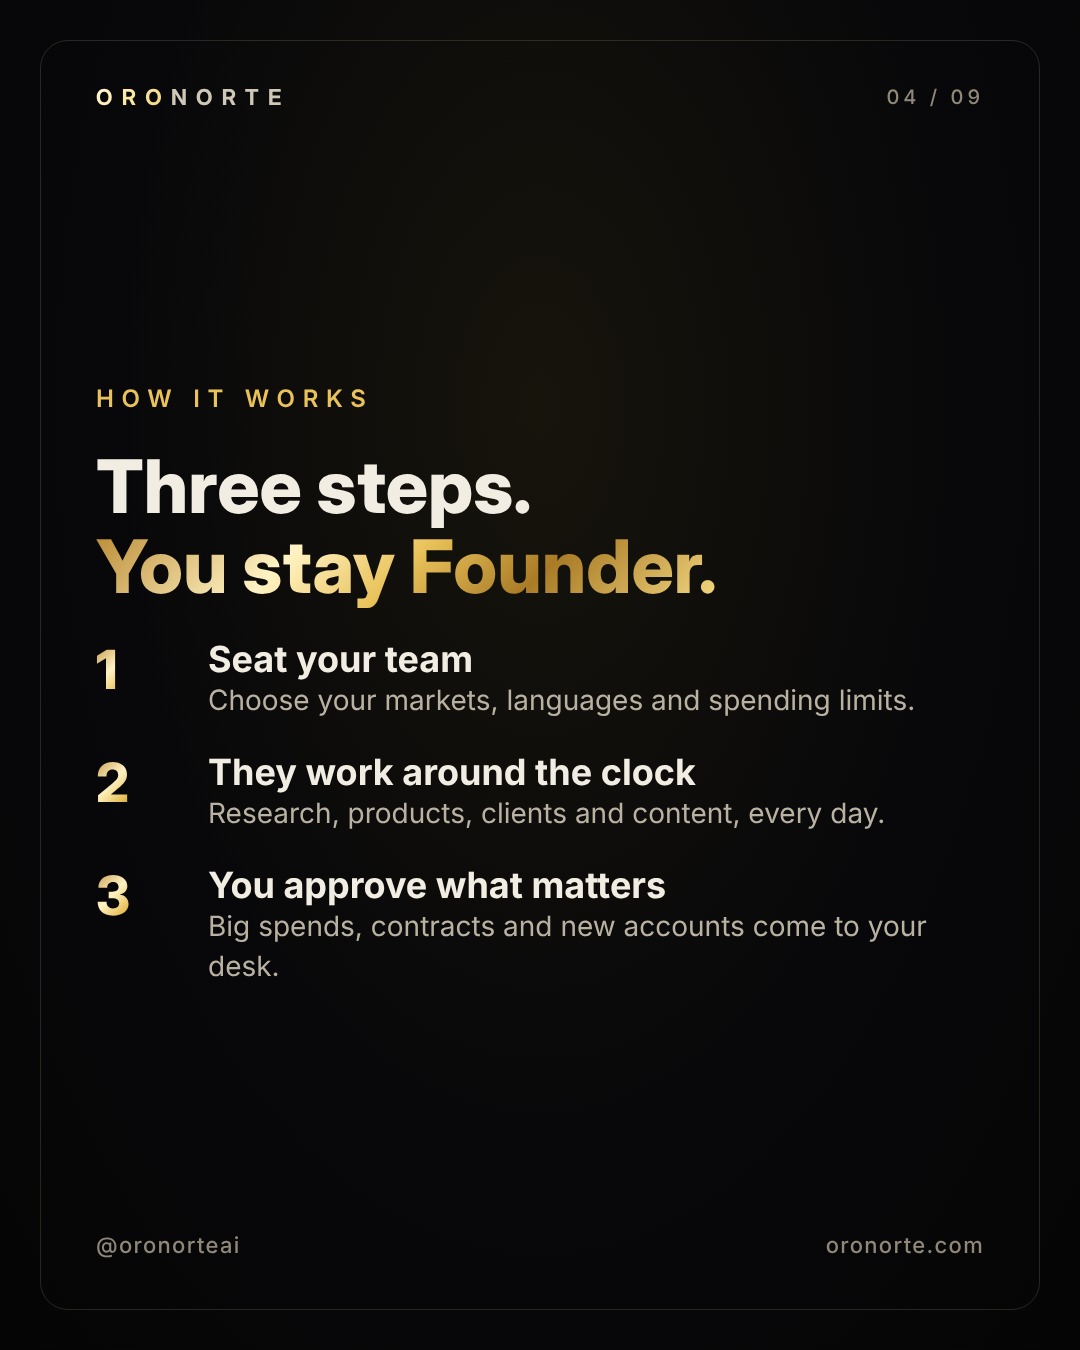 ORONORTE
04 / 09
HOW IT WORKS
Three steps.
You stay Founder.
1
Seat your team
Choose your markets, languages and spending limits.
2
They work around the clock
Research, products, clients and content, every day.
3
You approve what matters
Big spends, contracts and new accounts come to your
desk.
@oronorteai
oronorte.com